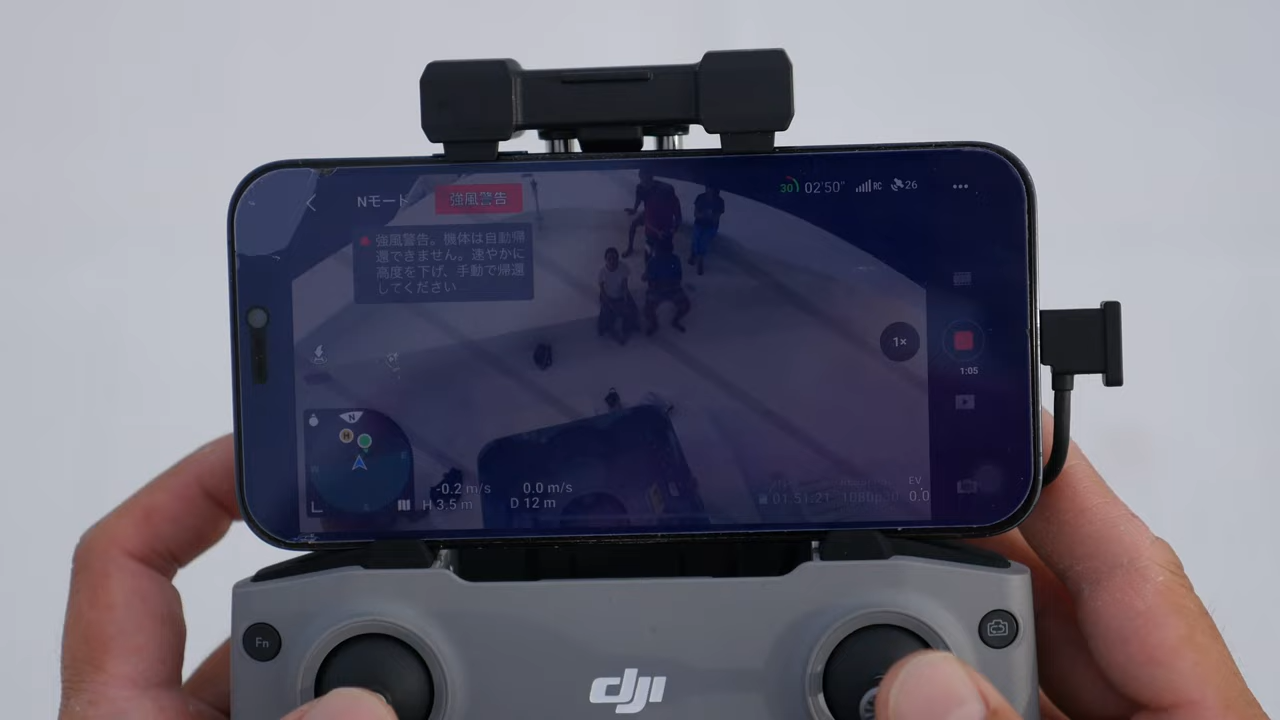 Nモード 強風警告 30 02'50" RC 26
強風警告。機体は自動帰
還できません。速やかに
高度を下げ、手動で帰還
してください
1×
1:05
N
H
-0.2 m/s 0.0 m/s
H 3.5 m D 12 m
EV
01:51:21 1080p30 0.0
Fn
dji